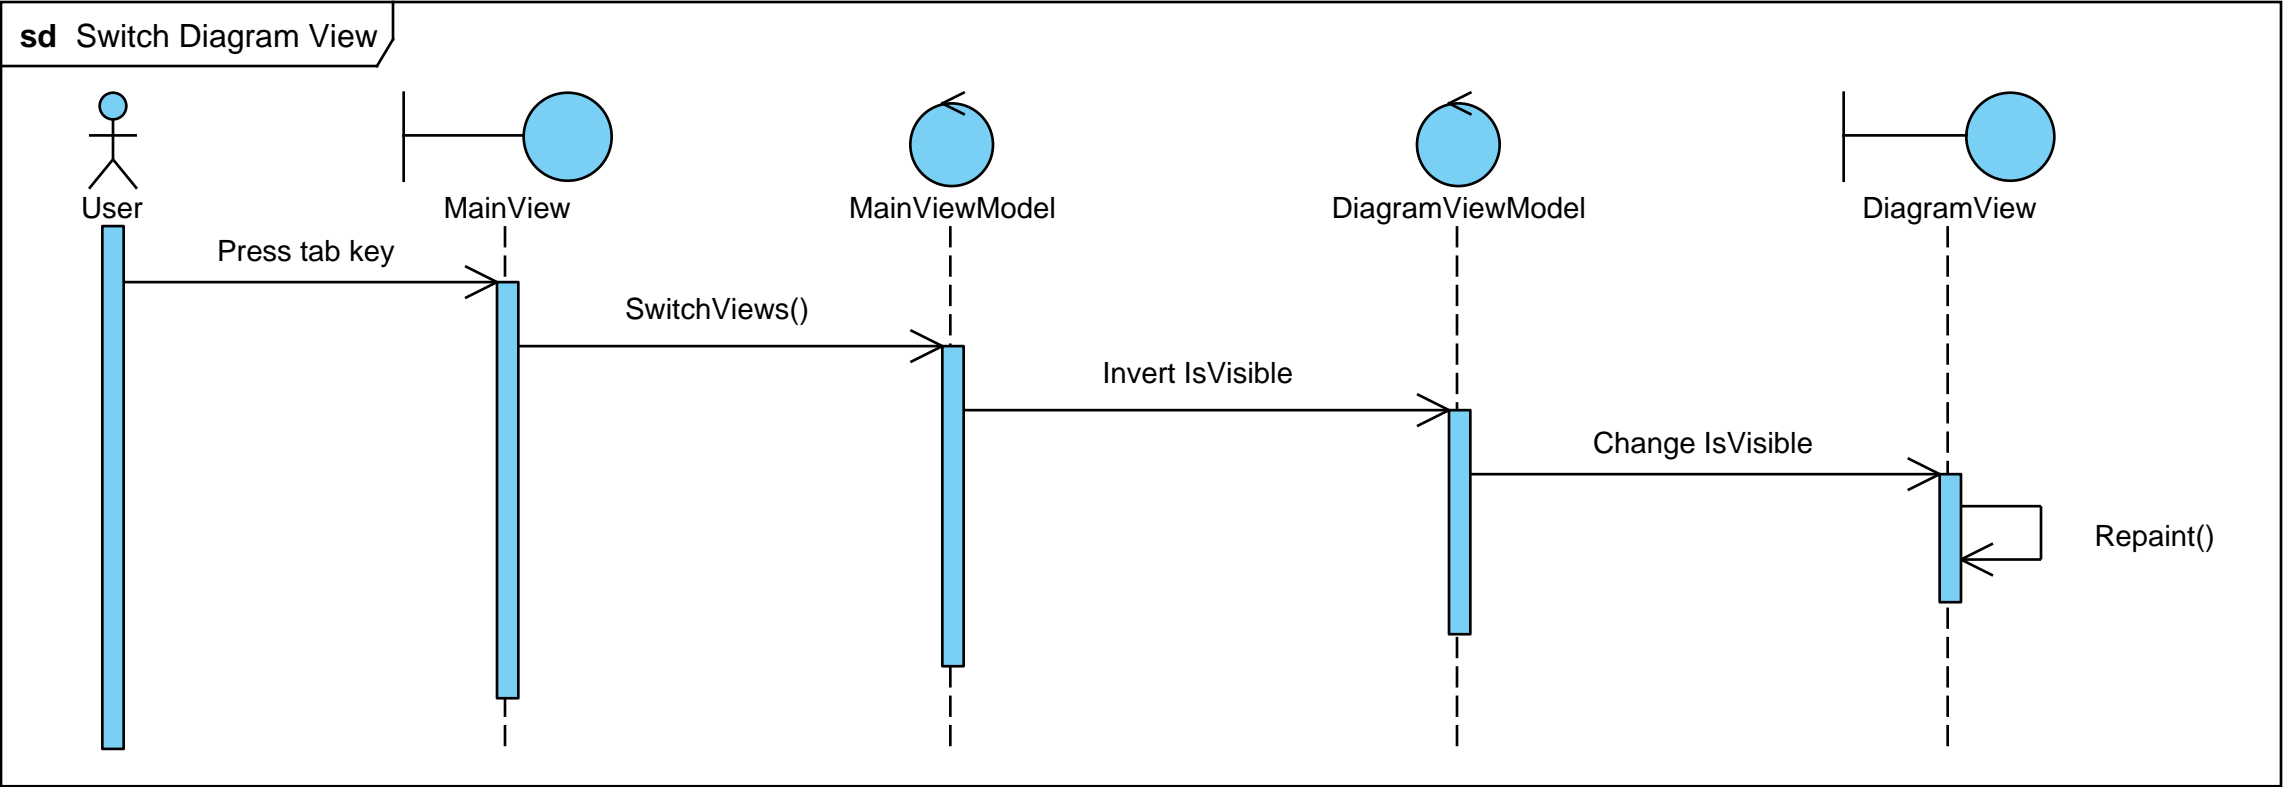 sd Switch Diagram View
User
MainView
MainViewModel
DiagramViewModel
DiagramView
Press tab key
SwitchViews()
Invert IsVisible
Change IsVisible
Repaint()